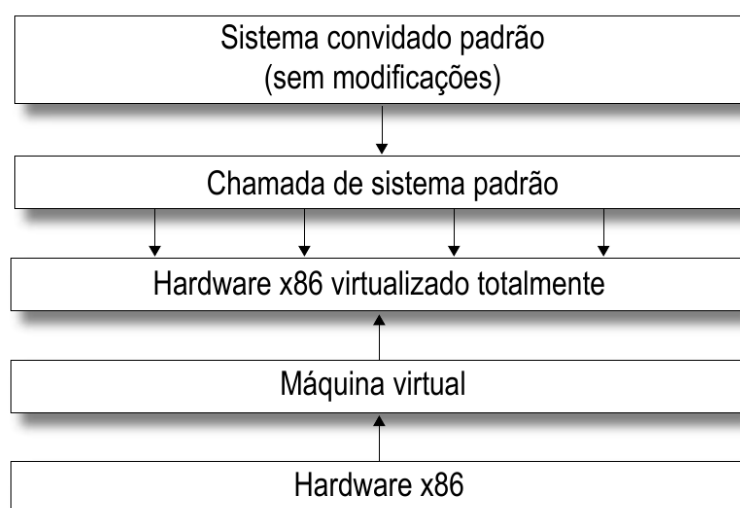 Sistema convidado padrão
(sem modificações)
Chamada de sistema padrão
Hardware x86 virtualizado totalmente
Máquina virtual
Hardware x86